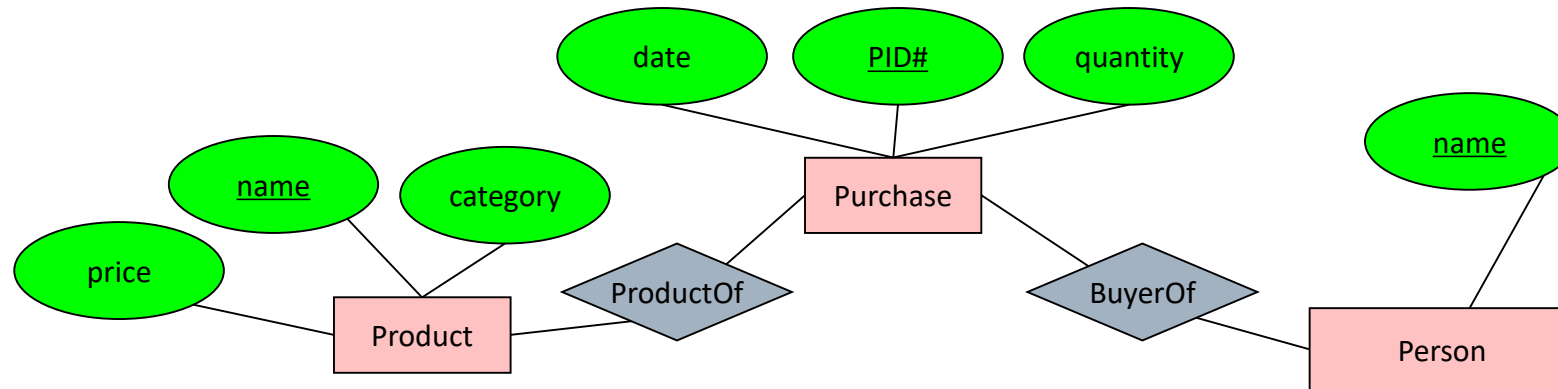 date
PID#
quantity
name
name
category
Purchase
price
ProductOf
BuyerOf
Product
Person